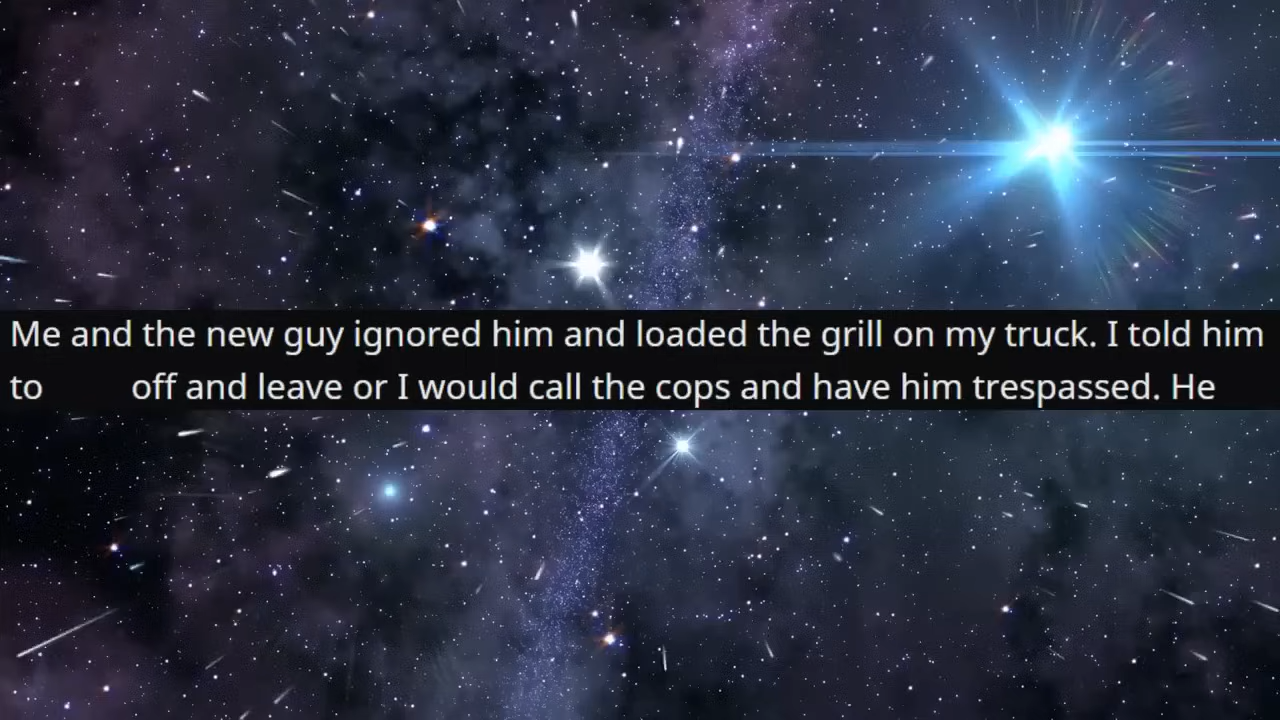 Me and the new guy ignored him and loaded the grill on my truck. I told him
to off and leave or I would call the cops and have him trespassed. He